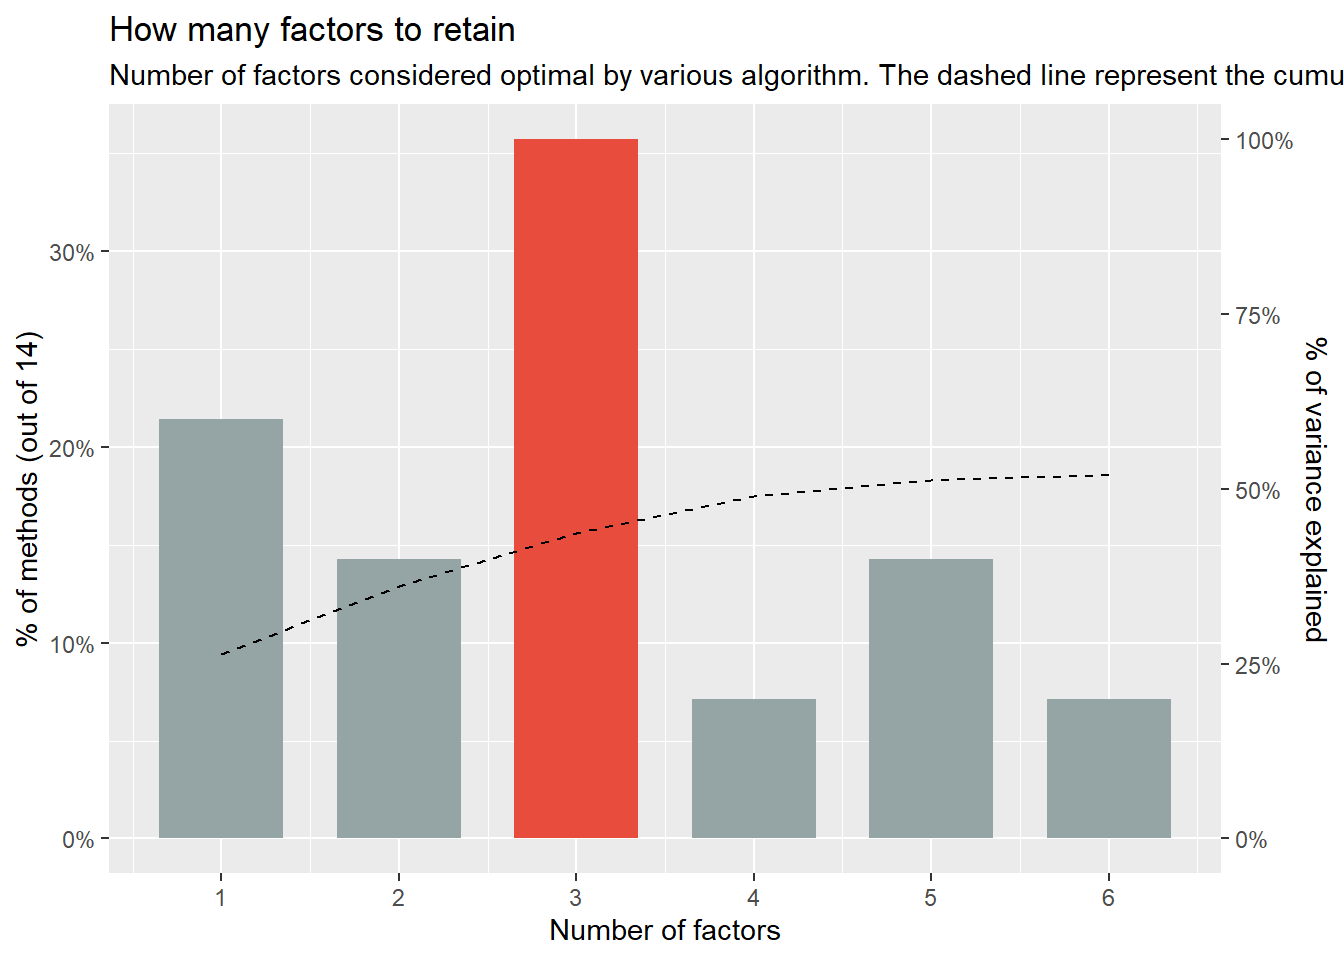 How many factors to retain
Number of factors considered optimal by various algorithm. The dashed line represent the cumu
% of methods (out of 14)
30%
20%
10%
0%
100%
75%
50%
25%
0%
% of variance explained
1 2 3 4 5 6
Number of factors